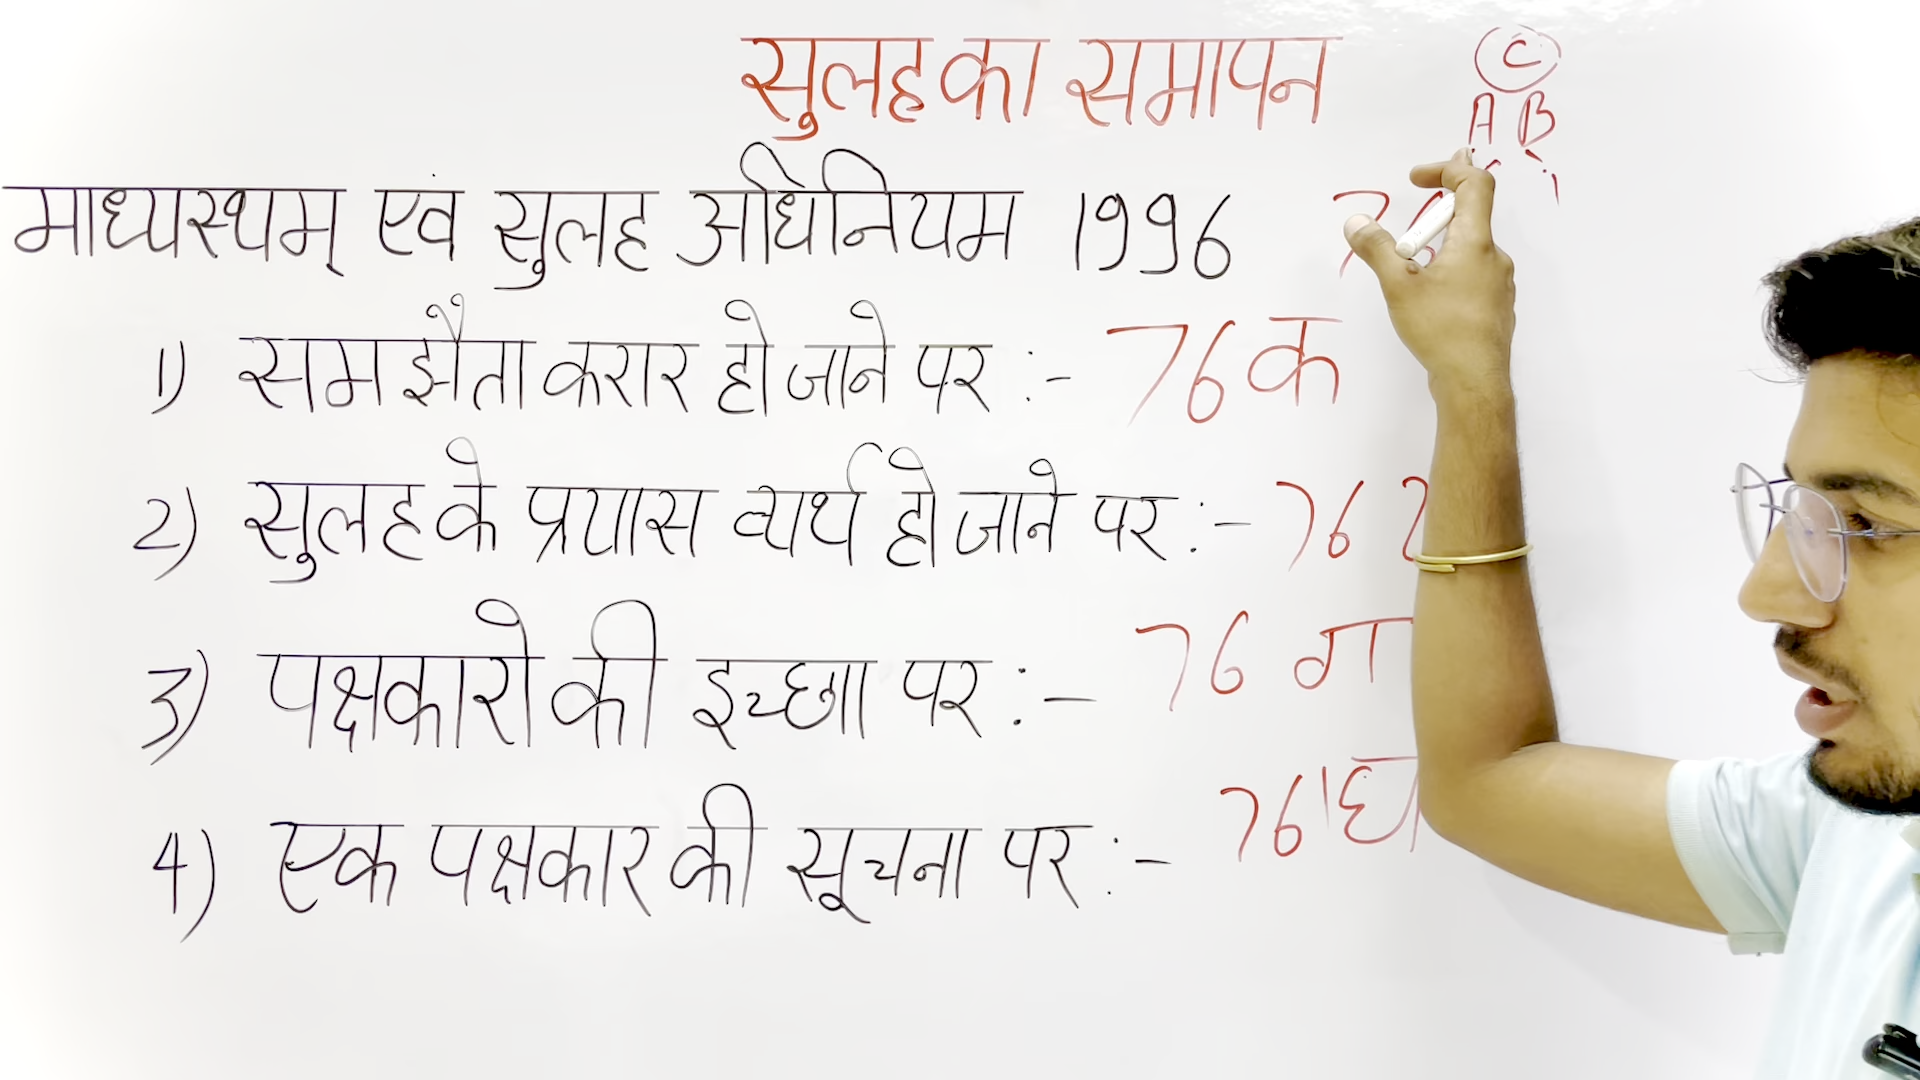 सुलह का समापन
C
A B
माध्यस्थम् एवं सुलह अधिनियम 1996
1) समझौता करार हो जाने पर :- 76 क
2) सुलह के प्रयास व्यर्थ हो जाने पर :- 76
3) पक्षकारो की इच्छा पर :- 76 ग
4) एक पक्षकार की सूचना पर :- 76 घ